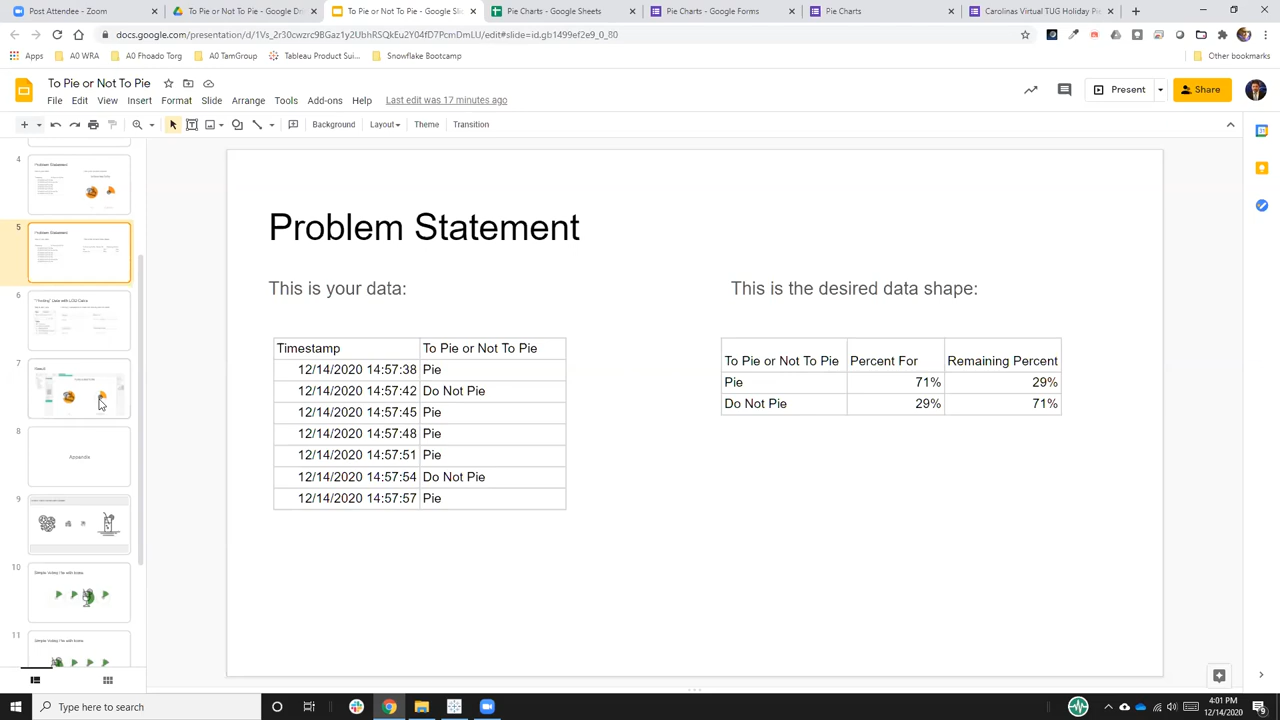 Post Attendee - Zoom
To Pie or Not To Pie - Google Dr
To Pie or Not To Pie - Google Sli
Pie Charts - Google Sheets
Pie Charts - Google Forms
Pie Charts
Carolinas Virtual TUG Holiday P
docs.google.com/presentation/d/1Vs_2r30cwzrc9BGaz1y2UbhRSQkEu2Y04fD7PcmDmLU/edit#slide=id.gb1499ef2e9_0_80
Apps
A0 WRA
A0 Fhoado Torg
A0 TamGroup
Tableau Product Sui...
Snowflake Bootcamp
Other bookmarks
To Pie or Not To Pie
File Edit View Insert Format Slide Arrange Tools Add-ons Help Last edit was 17 minutes ago
Present
Share
Background Layout Theme Transition
4
Problem Statement
5
Problem Statement
6
7
Result
8
Appendix
9
10
11
Problem Statement
This is your data:
This is the desired data shape:
Timestamp To Pie or Not To Pie
12/14/2020 14:57:38 Pie
12/14/2020 14:57:42 Do Not Pie
12/14/2020 14:57:45 Pie
12/14/2020 14:57:48 Pie
12/14/2020 14:57:51 Pie
12/14/2020 14:57:54 Do Not Pie
12/14/2020 14:57:57 Pie
To Pie or Not To Pie Percent For Remaining Percent
Pie 71% 29%
Do Not Pie 29% 71%
Type here to search
4:01 PM
12/14/2020